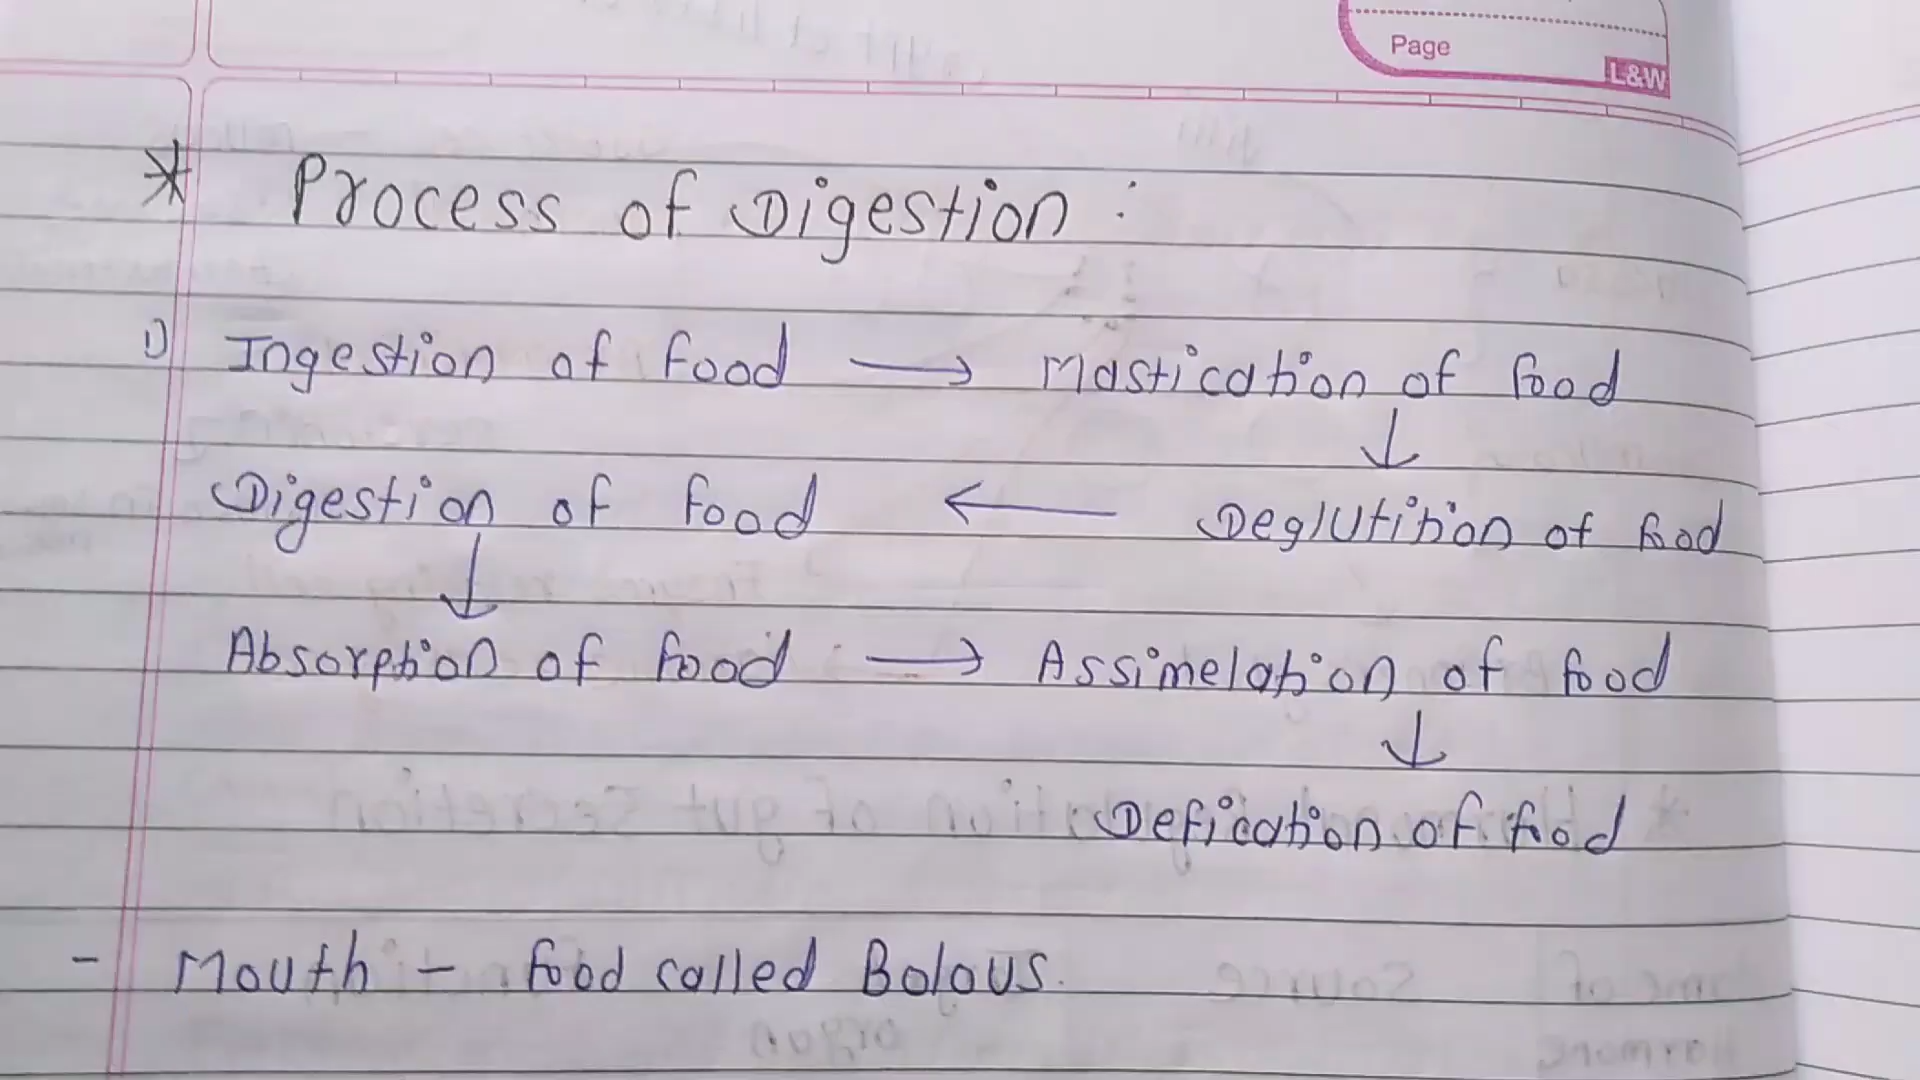 Page
L&W
* Process of Digestion :
1) Ingestion of food → Mastication of food
↓
Digestion of food ← Deglutition of food
↓
Absorption of food → Assimelation of food
↓
Defication of food
- Mouth - food called Bolous.